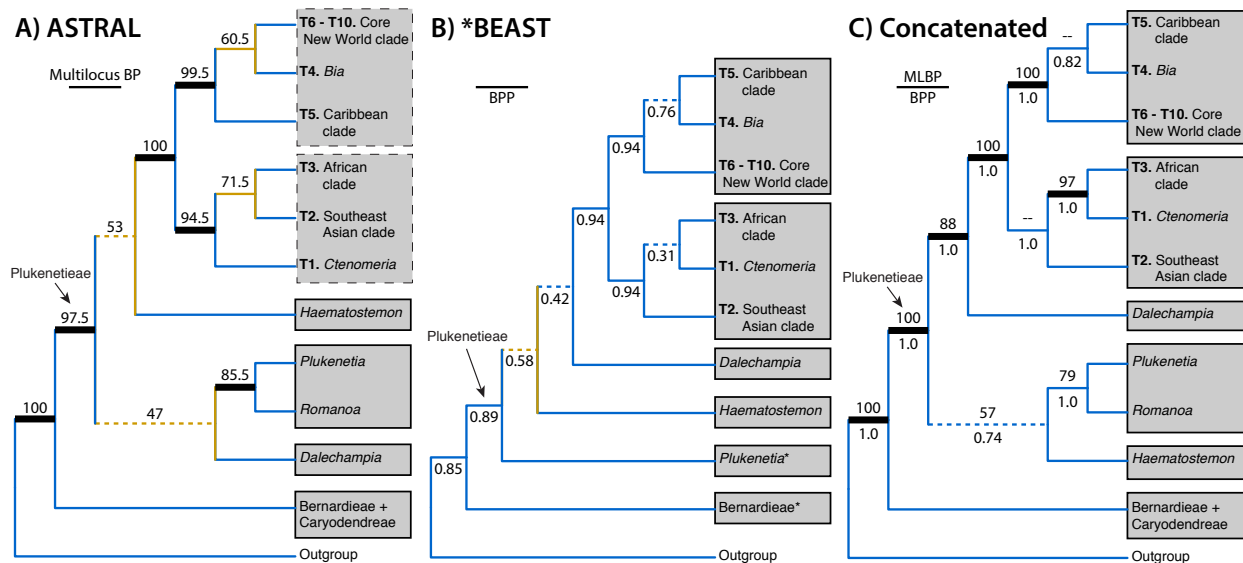 A) ASTRAL
Multilocus BP
60.5
99.5
100
71.5
94.5
53
Plukenetieae
97.5
85.5
47
100
T6 - T10. Core
New World clade
T4. Bia
T5. Caribbean
clade
T3. African
clade
T2. Southeast
Asian clade
T1. Ctenomeria
Haematostemon
Plukenetia
Romanoa
Dalechampia
Bernardieae +
Caryodendreae
Outgroup
B) *BEAST
BPP
0.76
0.94
0.94
0.31
0.94
0.42
Plukenetieae
0.58
0.89
0.85
T5. Caribbean
clade
T4. Bia
T6 - T10. Core
New World clade
T3. African
clade
T1. Ctenomeria
T2. Southeast
Asian clade
Dalechampia
Haematostemon
Plukenetia*
Bernardieae*
Outgroup
C) Concatenated
MLBP
BPP
--
0.82
100
1.0
100
1.0
97
1.0
--
1.0
88
1.0
Plukenetieae
100
1.0
79
1.0
57
0.74
100
1.0
T5. Caribbean
clade
T4. Bia
T6 - T10. Core
New World clade
T3. African
clade
T1. Ctenomeria
T2. Southeast
Asian clade
Dalechampia
Plukenetia
Romanoa
Haematostemon
Bernardieae +
Caryodendreae
Outgroup